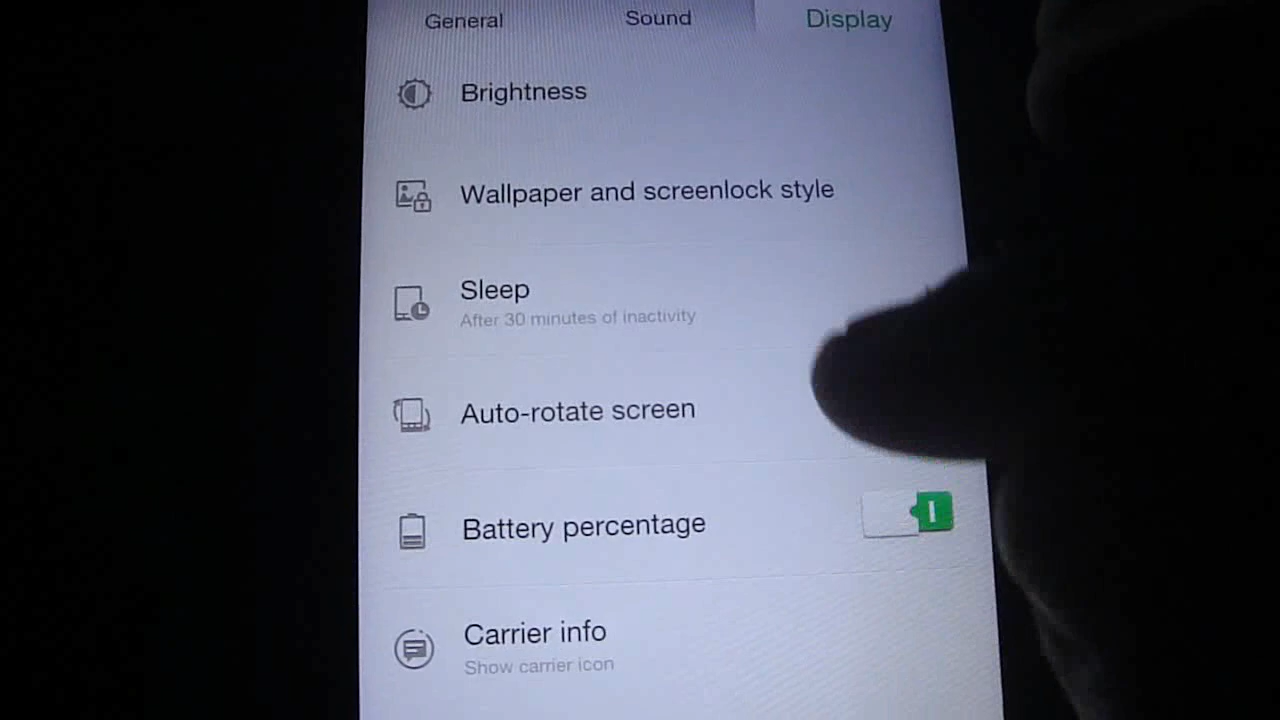 General
Sound
Display
Brightness
Wallpaper and screenlock style
Sleep
After 30 minutes of inactivity
Auto-rotate screen
Battery percentage
Carrier info
Show carrier icon